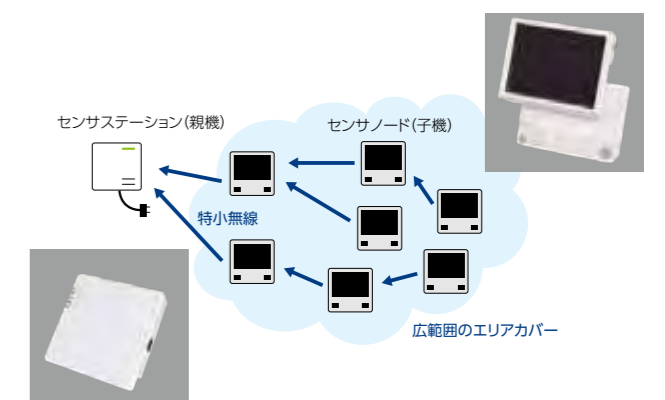 センサステーション（親機）
センサノード（子機）
特小無線
広範囲のエリアカバー